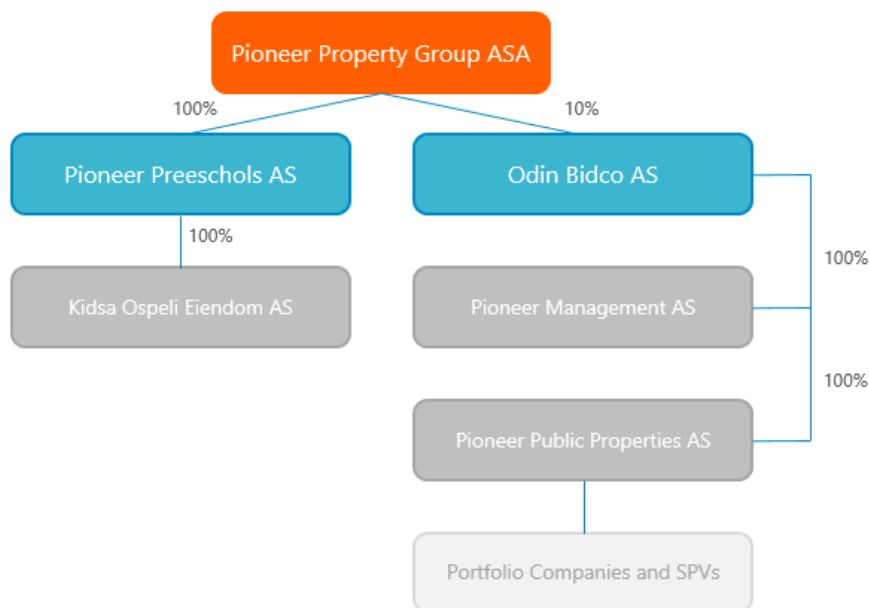 Pioneer Property Group ASA
100%
10%
Pioneer Preeschols AS
Odin Bidco AS
100%
100%
Kidsa Ospeli Eiendom AS
Pioneer Management AS
100%
Pioneer Public Properties AS
Portfolio Companies and SPVs